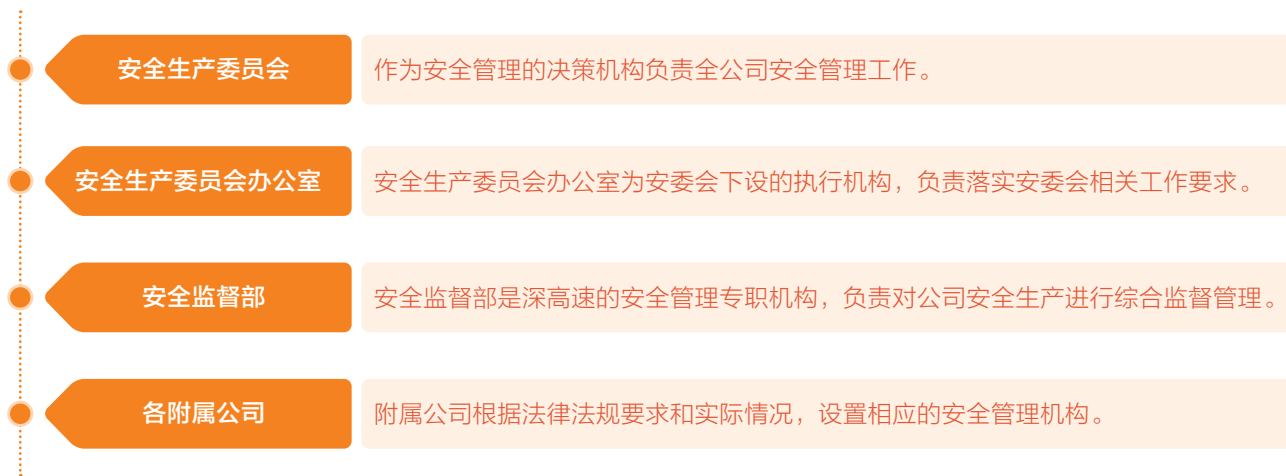 安全生产委员会
作为安全管理的决策机构负责全公司安全管理工作。
安全生产委员会办公室
安全生产委员会办公室为安委会下设的执行机构，负责落实安委会相关工作要求。
安全监督部
安全监督部是深高速的安全管理专职机构，负责对公司安全生产进行综合监督管理。
各附属公司
附属公司根据法律法规要求和实际情况，设置相应的安全管理机构。